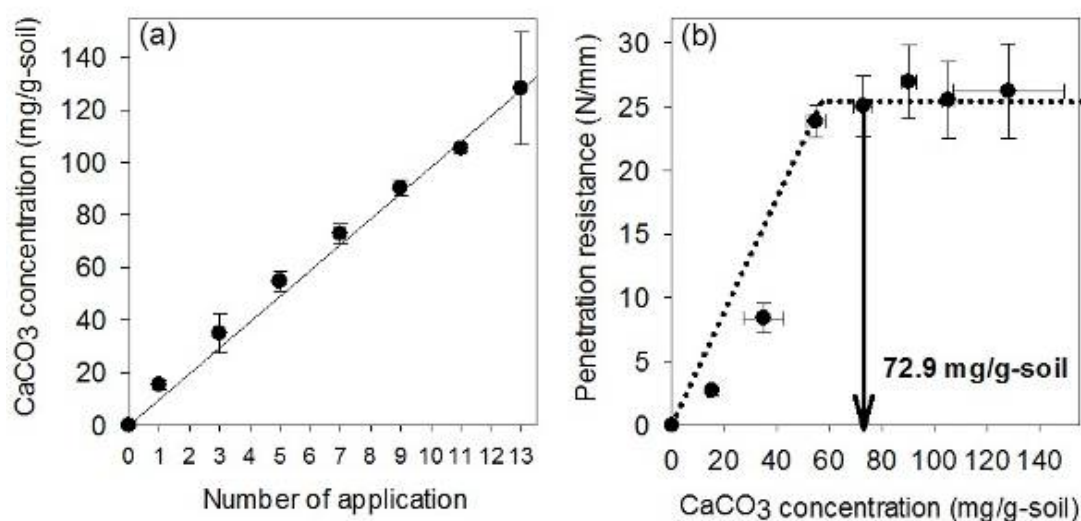 (a)
CaCO3 concentration (mg/g-soil)
140
120
100
80
60
40
20
0
0 1 2 3 4 5 6 7 8 9 10 11 12 13
Number of application
(b)
Penetration resistance (N/mm)
30
25
20
15
10
5
0
72.9 mg/g-soil
0 20 40 60 80 100 120 140
CaCO3 concentration (mg/g-soil)